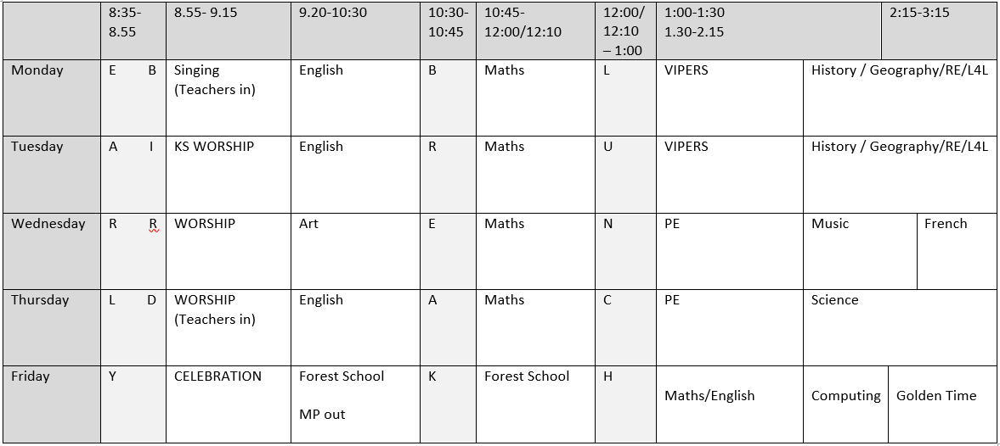 8:35-
8.55
8.55- 9.15
9.20-10:30
10:30-
10:45
10:45-
12:00/12:10
12:00/
12:10
– 1:00
1:00-1:30
1.30-2.15
2:15-3:15
Monday
E B
Singing
(Teachers in)
English
B
Maths
L
VIPERS
History / Geography/RE/L4L
Tuesday
A I
KS WORSHIP
English
R
Maths
U
VIPERS
History / Geography/RE/L4L
Wednesday
R R
WORSHIP
Art
E
Maths
N
PE
Music
French
Thursday
L D
WORSHIP
(Teachers in)
English
A
Maths
C
PE
Science
Friday
Y
CELEBRATION
Forest School
MP out
K
Forest School
H
Maths/English
Computing
Golden Time